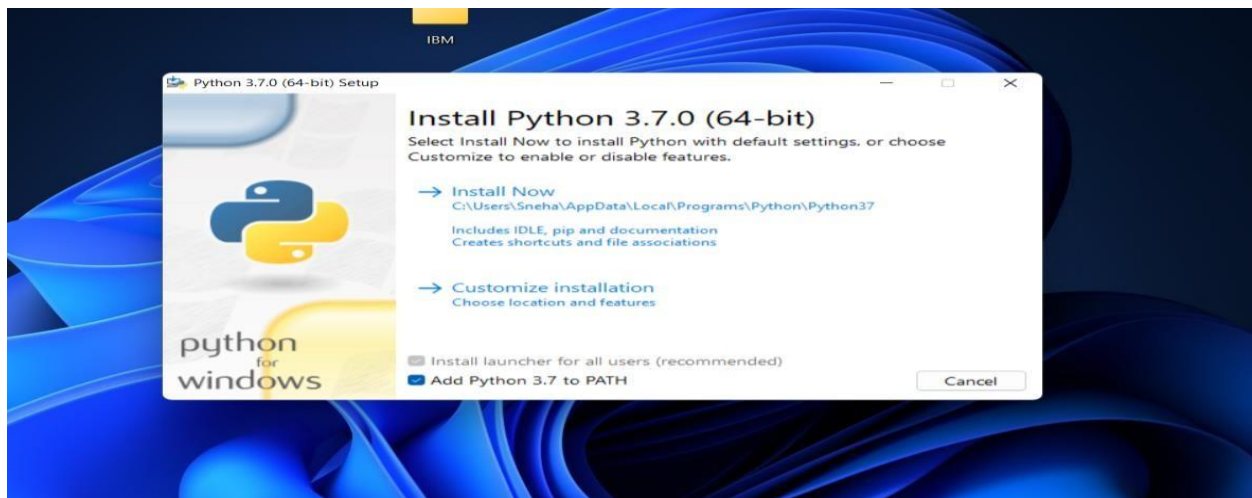 IBM
Python 3.7.0 (64-bit) Setup
Install Python 3.7.0 (64-bit)
Select Install Now to install Python with default settings, or choose
Customize to enable or disable features.
Install Now
C:\Users\Sneha\AppData\Local\Programs\Python\Python37
Includes IDLE, pip and documentation
Creates shortcuts and file associations
Customize installation
Choose location and features
python
for
windows
Install launcher for all users (recommended)
Add Python 3.7 to PATH
Cancel